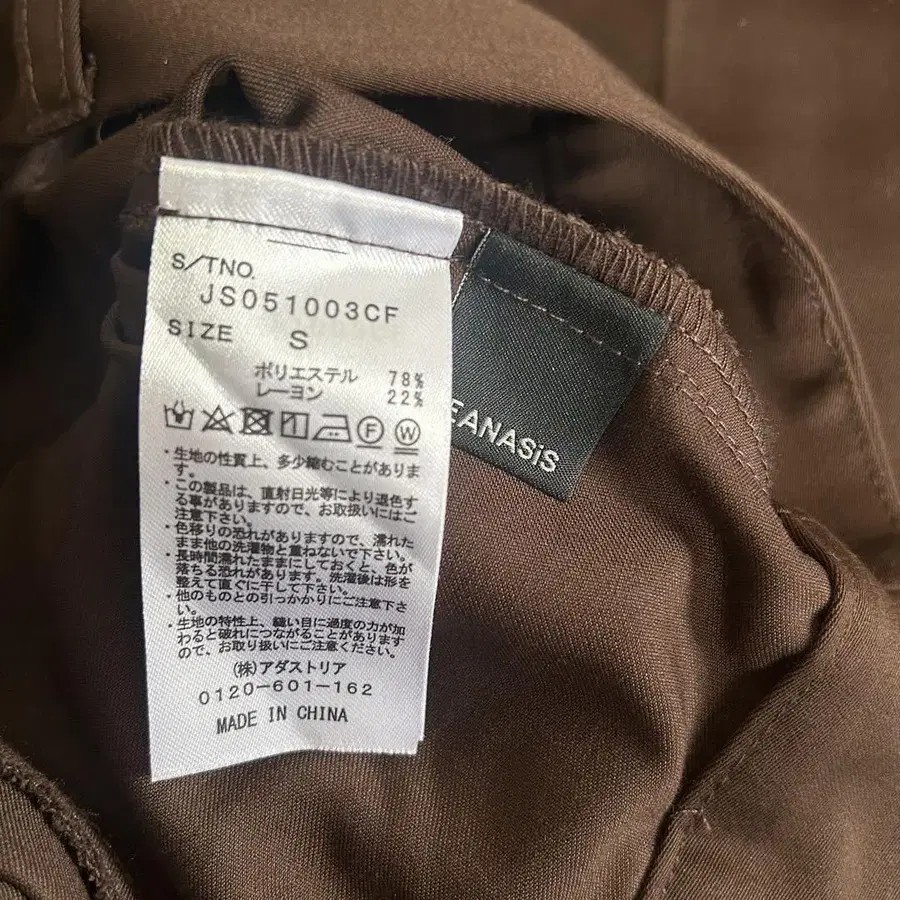 S/TNO.
JS051003CF
SIZE S
ポリエステル 78%
レーヨン 22%
F W
・生地の性質上、多少縮むことがありま
す。
・この製品は、直射日光等により退色す
る事がありますので、お取扱いにはご
注意下さい。
・色移りの恐れがありますので、濡れた
まま他の洗濯物と重ねないで下さい。
・長時間濡れたままにしておくと、色が
落ちる恐れがあります。洗濯後は形を
整えて直ぐに干して下さい。
・他のものとの引っかかりにご注意下さ
い。
・生地の特性上、縫い目に過度の力が加
わると破れにつながることがあります
ので、お取り扱いにご注意ください。
(株)アダストリア
0120-601-162
MADE IN CHINA
EANASiS